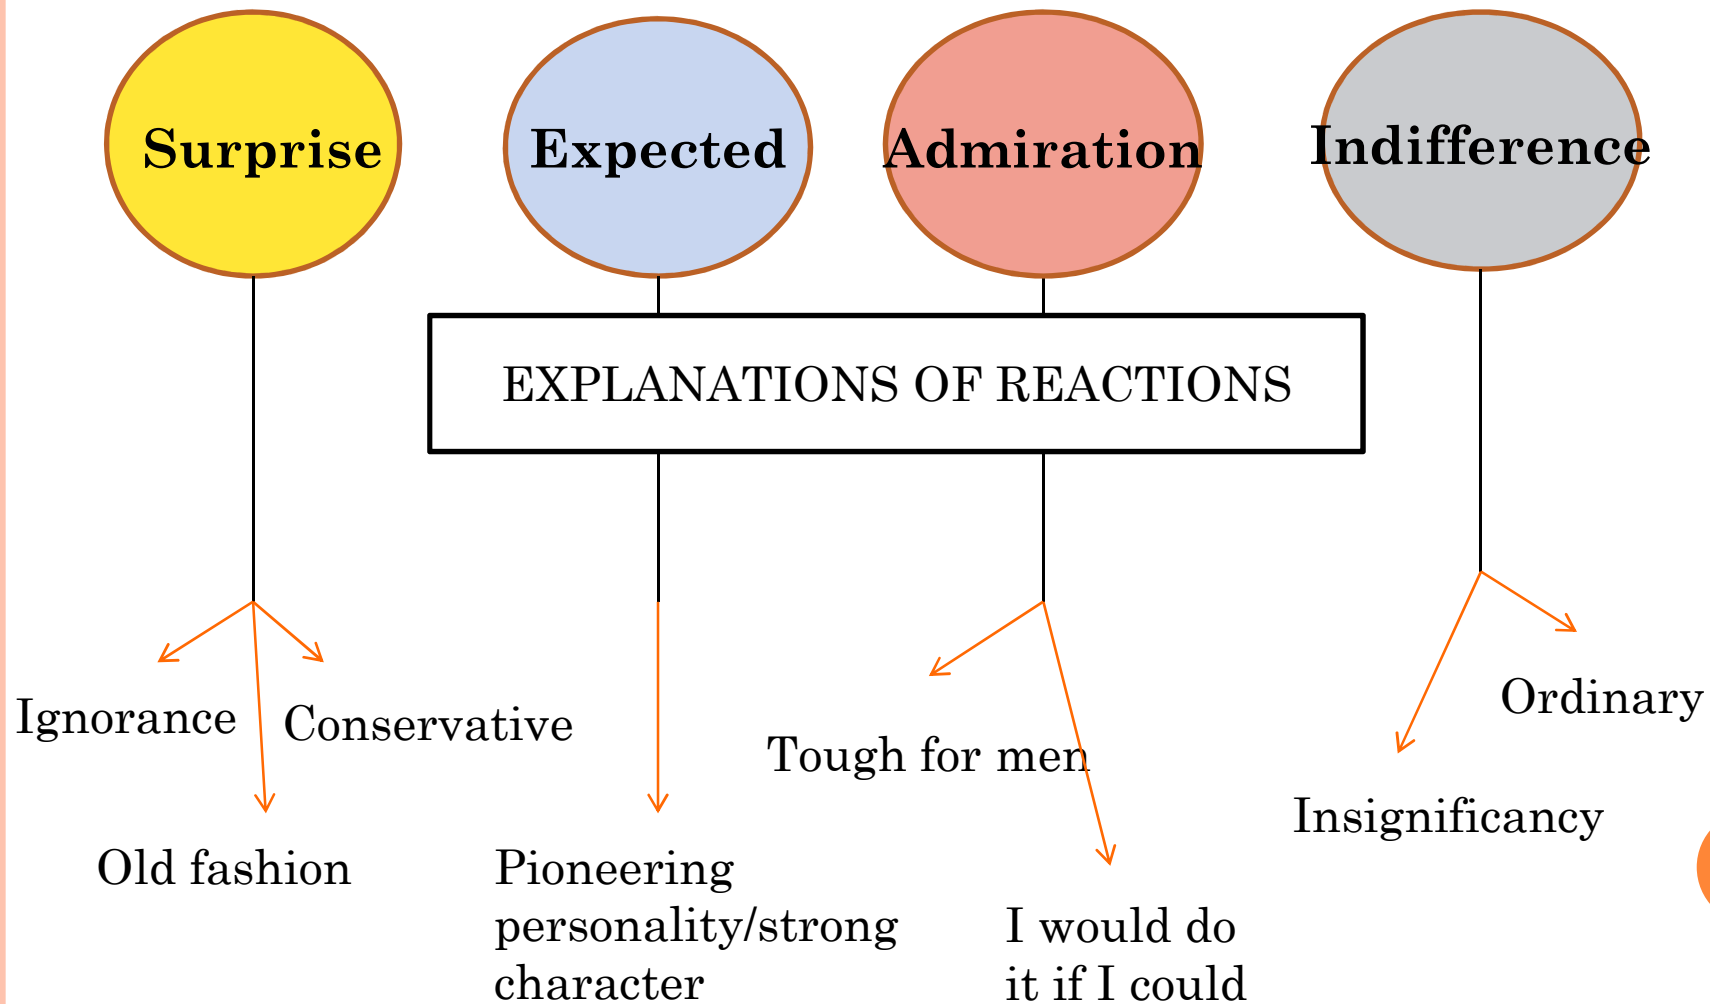 Surprise
Expected
Admiration
Indifference
EXPLANATIONS OF REACTIONS
Ignorance
Conservative
Old fashion
Pioneering
personality/strong
character
Tough for men
I would do
it if I could
Ordinary
Insignificancy